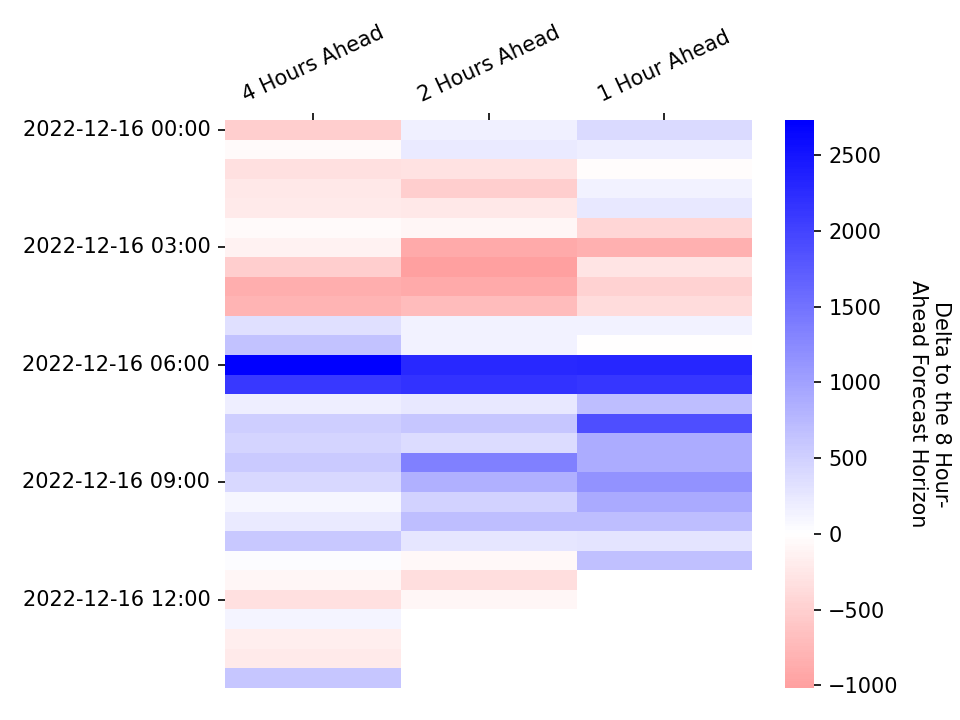 4 Hours Ahead
2 Hours Ahead
1 Hour Ahead
2022-12-16 00:00
2022-12-16 03:00
2022-12-16 06:00
2022-12-16 09:00
2022-12-16 12:00
2500
2000
1500
1000
500
0
−500
−1000
Delta to the 8 Hour-
Ahead Forecast Horizon